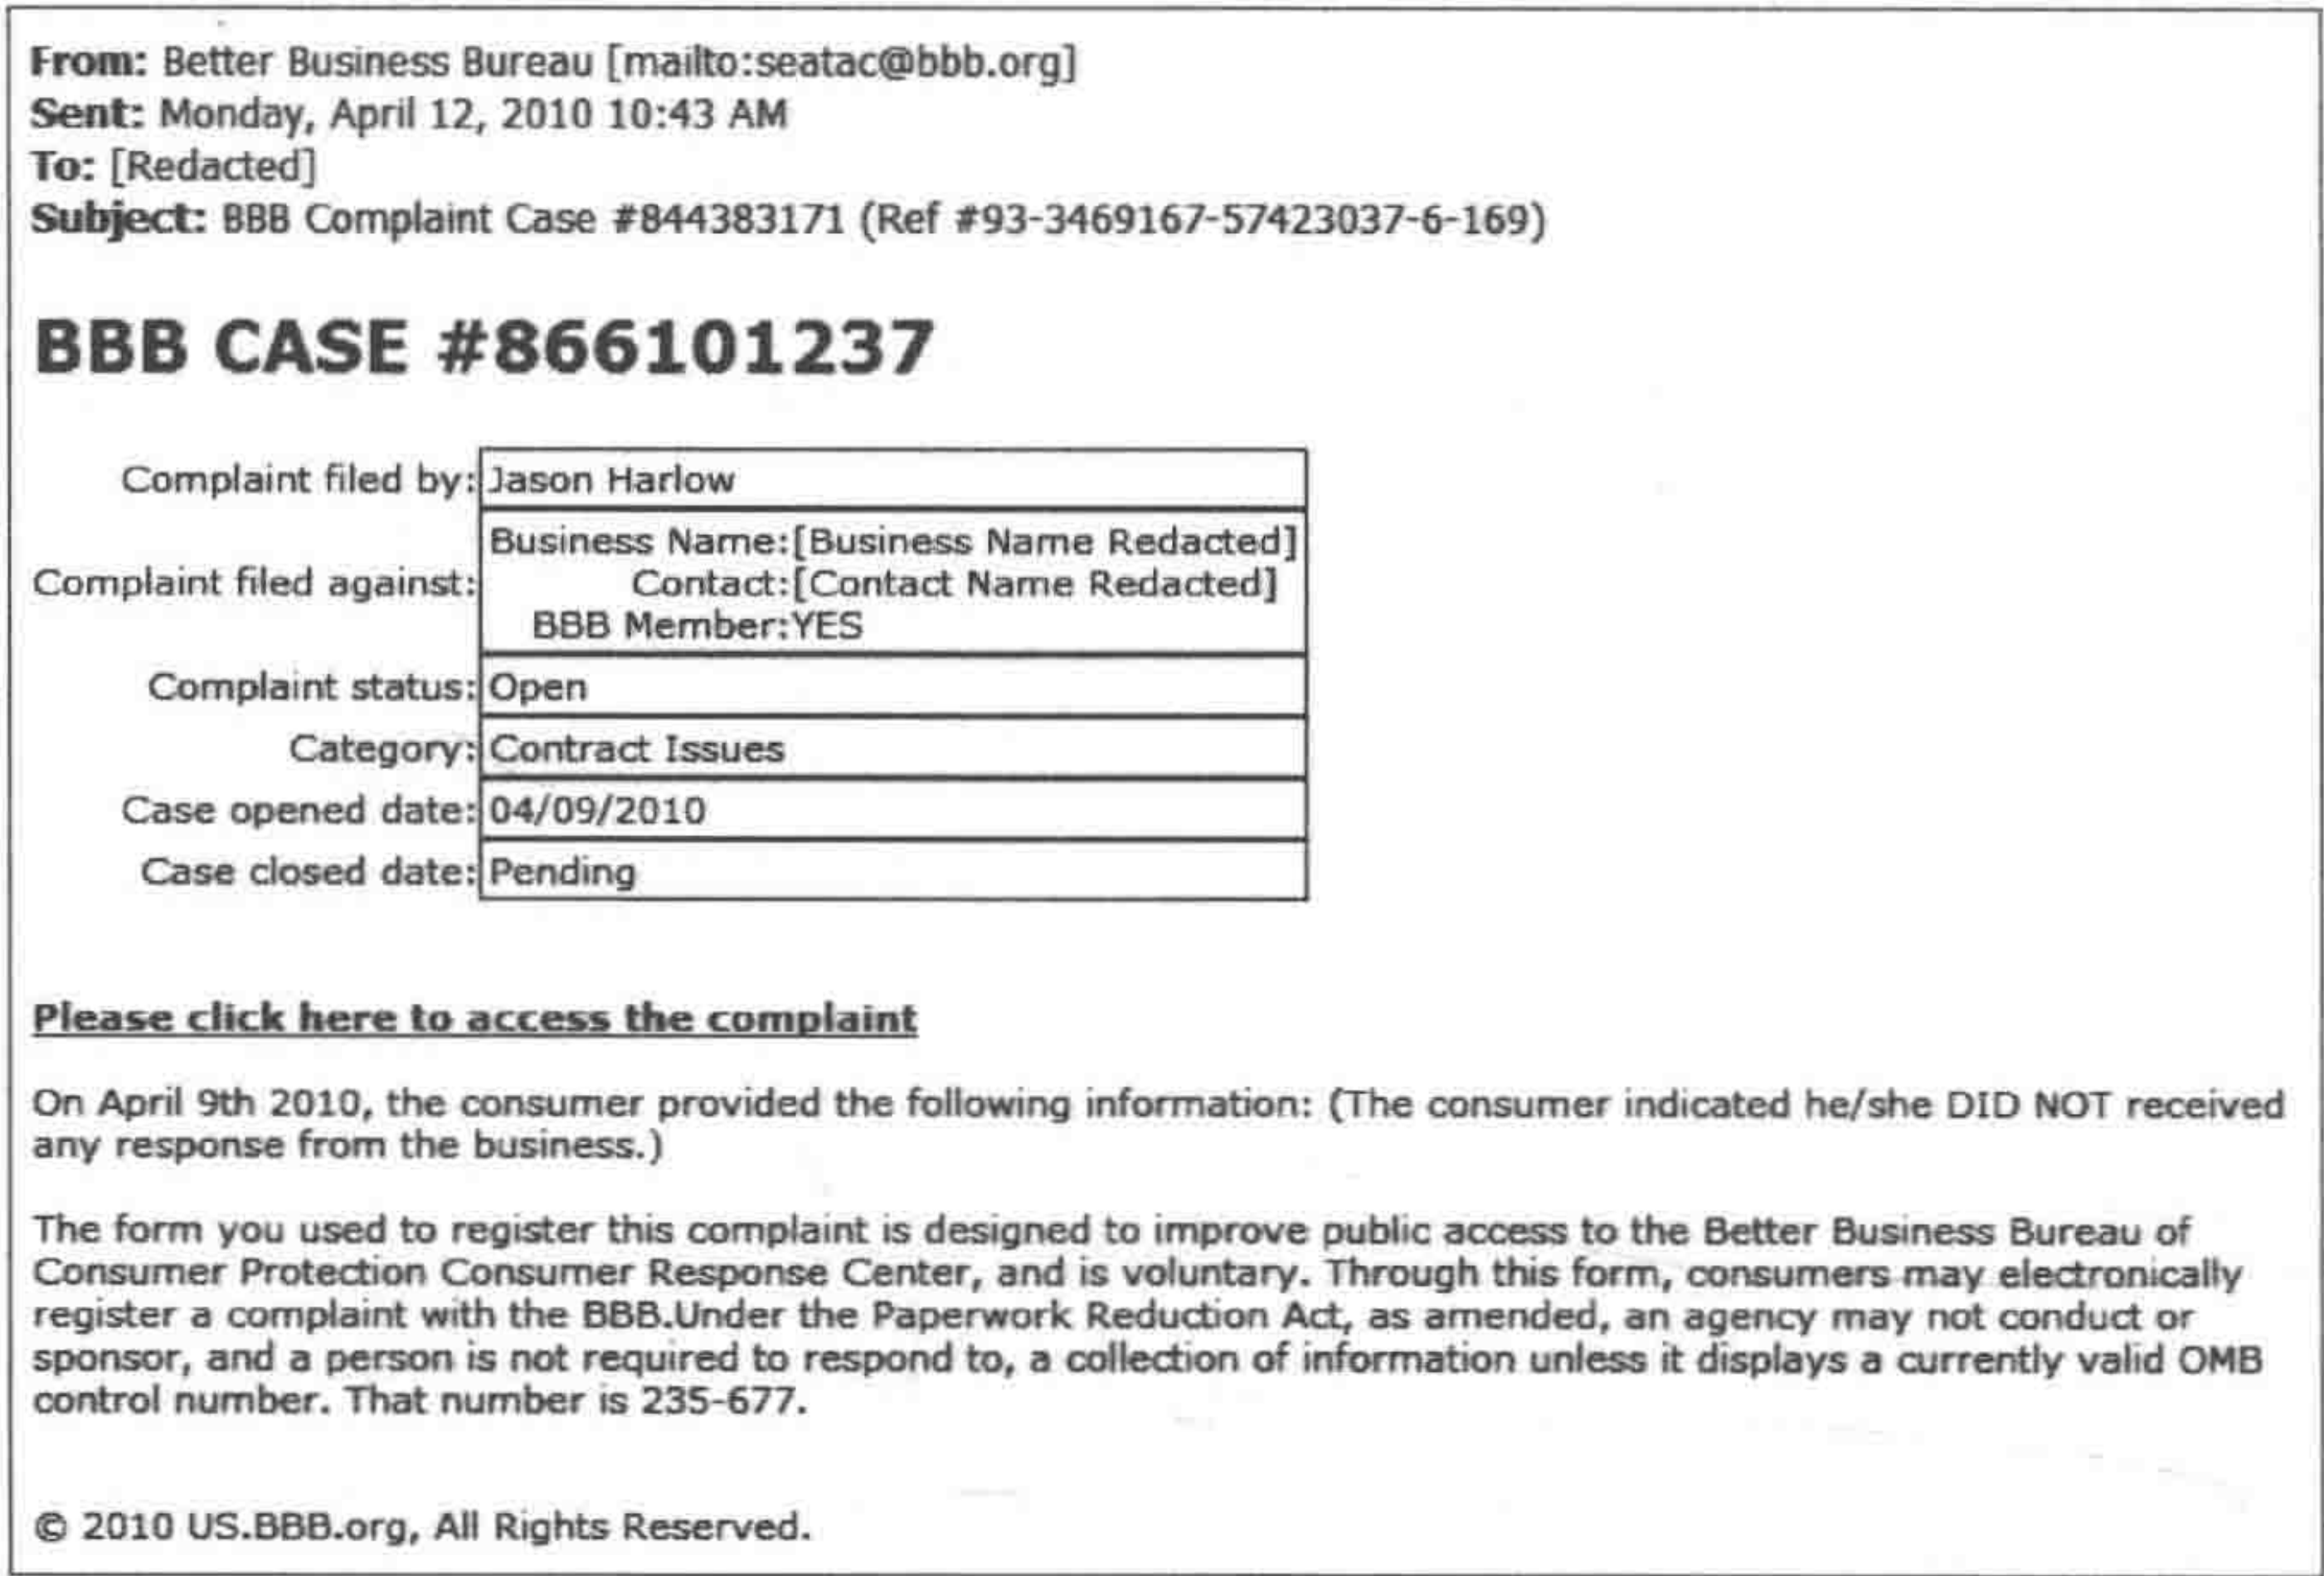 From: Better Business Bureau [mailto:seatac@bbb.org]
Sent: Monday, April 12, 2010 10:43 AM
To: [Redacted]
Subject: BBB Complaint Case #844383171 (Ref #93-3469167-57423037-6-169)
BBB CASE #866101237
Complaint filed by: Jason Harlow
Complaint filed against:
Business Name:[Business Name Redacted]
Contact:[Contact Name Redacted]
BBB Member:YES
Complaint status: Open
Category: Contract Issues
Case opened date: 04/09/2010
Case closed date: Pending
Please click here to access the complaint
On April 9th 2010, the consumer provided the following information: (The consumer indicated he/she DID NOT received
any response from the business.)
The form you used to register this complaint is designed to improve public access to the Better Business Bureau of
Consumer Protection Consumer Response Center, and is voluntary. Through this form, consumers may electronically
register a complaint with the BBB.Under the Paperwork Reduction Act, as amended, an agency may not conduct or
sponsor, and a person is not required to respond to, a collection of information unless it displays a currently valid OMB
control number. That number is 235-677.
© 2010 US.BBB.org, All Rights Reserved.